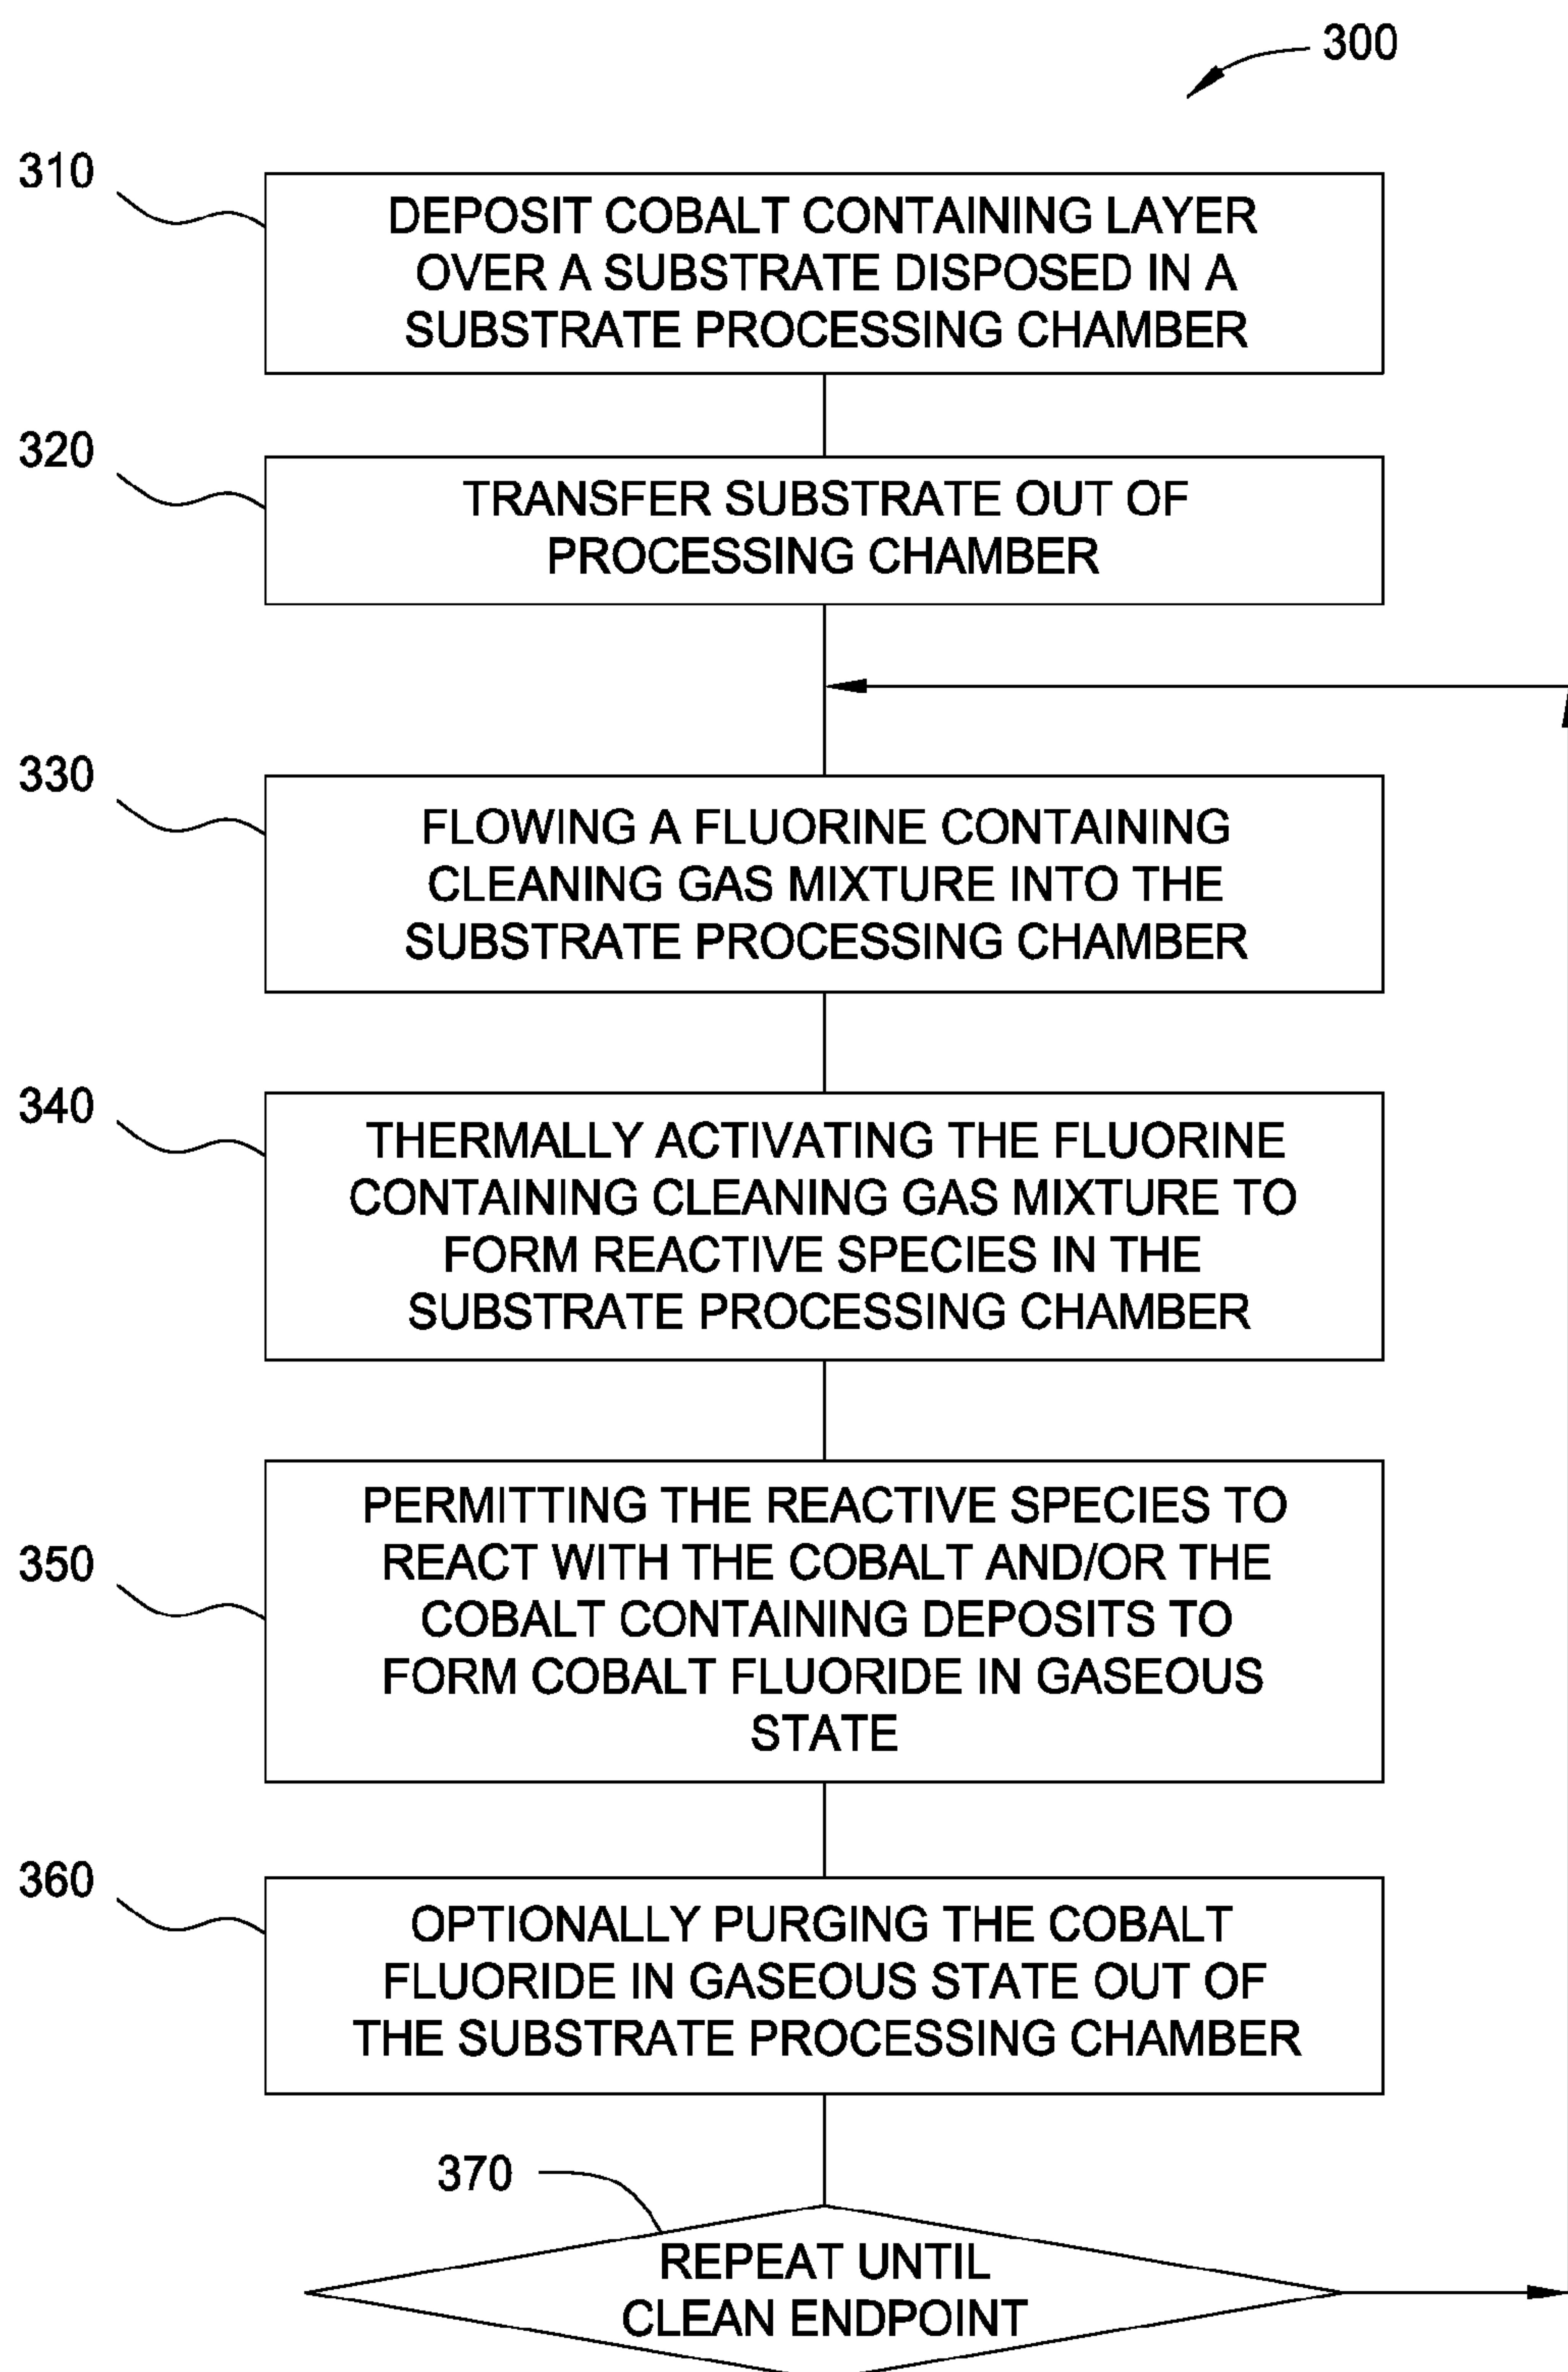 300
310
DEPOSIT COBALT CONTAINING LAYER
OVER A SUBSTRATE DISPOSED IN A
SUBSTRATE PROCESSING CHAMBER
320
TRANSFER SUBSTRATE OUT OF
PROCESSING CHAMBER
330
FLOWING A FLUORINE CONTAINING
CLEANING GAS MIXTURE INTO THE
SUBSTRATE PROCESSING CHAMBER
340
THERMALLY ACTIVATING THE FLUORINE
CONTAINING CLEANING GAS MIXTURE TO
FORM REACTIVE SPECIES IN THE
SUBSTRATE PROCESSING CHAMBER
350
PERMITTING THE REACTIVE SPECIES TO
REACT WITH THE COBALT AND/OR THE
COBALT CONTAINING DEPOSITS TO
FORM COBALT FLUORIDE IN GASEOUS
STATE
360
OPTIONALLY PURGING THE COBALT
FLUORIDE IN GASEOUS STATE OUT OF
THE SUBSTRATE PROCESSING CHAMBER
370
REPEAT UNTIL
CLEAN ENDPOINT